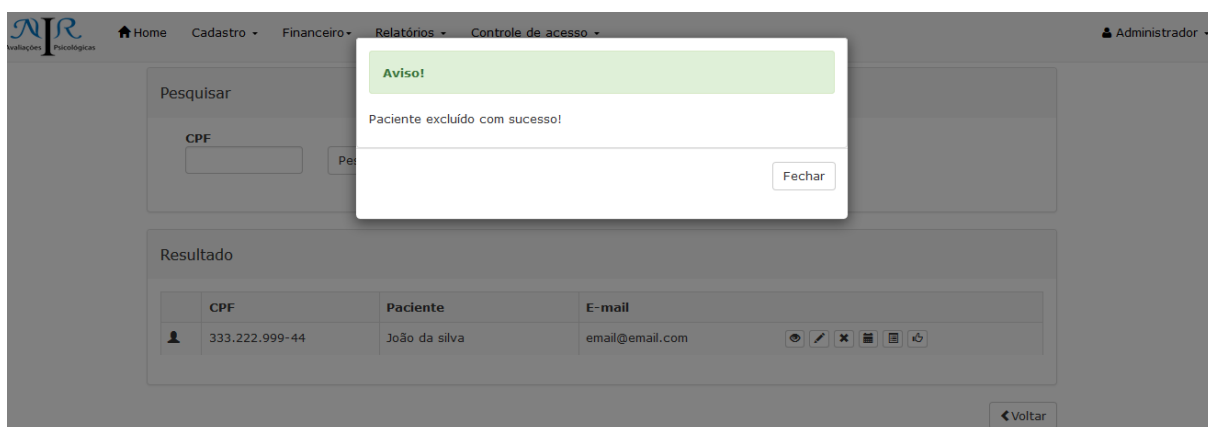 NIR
Avaliações Psicológicas
Home Cadastro Financeiro Relatórios Controle de acesso Administrador
Aviso!
Paciente excluído com sucesso!
Fechar
Pesquisar
CPF
Resultado
CPF Paciente E-mail
333.222.999-44 João da silva email@email.com
Voltar